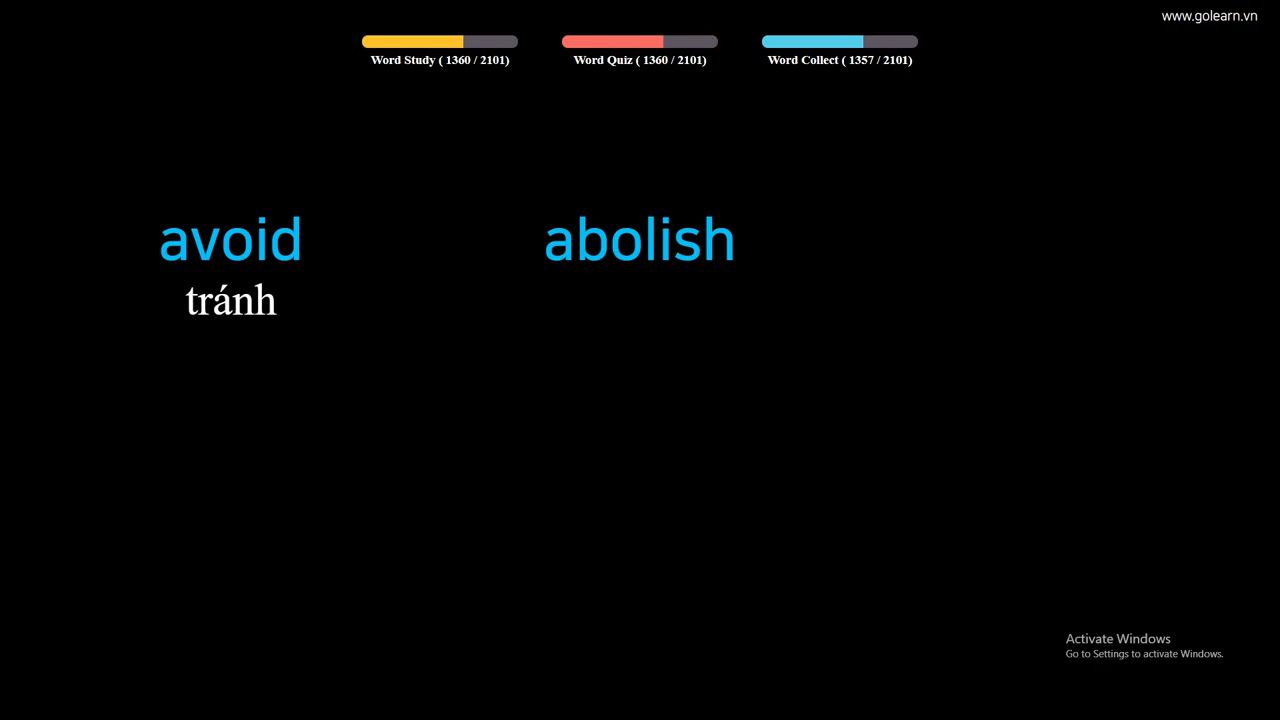 www.golearn.vn
Word Study ( 1360 / 2101)
Word Quiz ( 1360 / 2101)
Word Collect ( 1357 / 2101)
avoid
tránh
abolish
Activate Windows
Go to Settings to activate Windows.